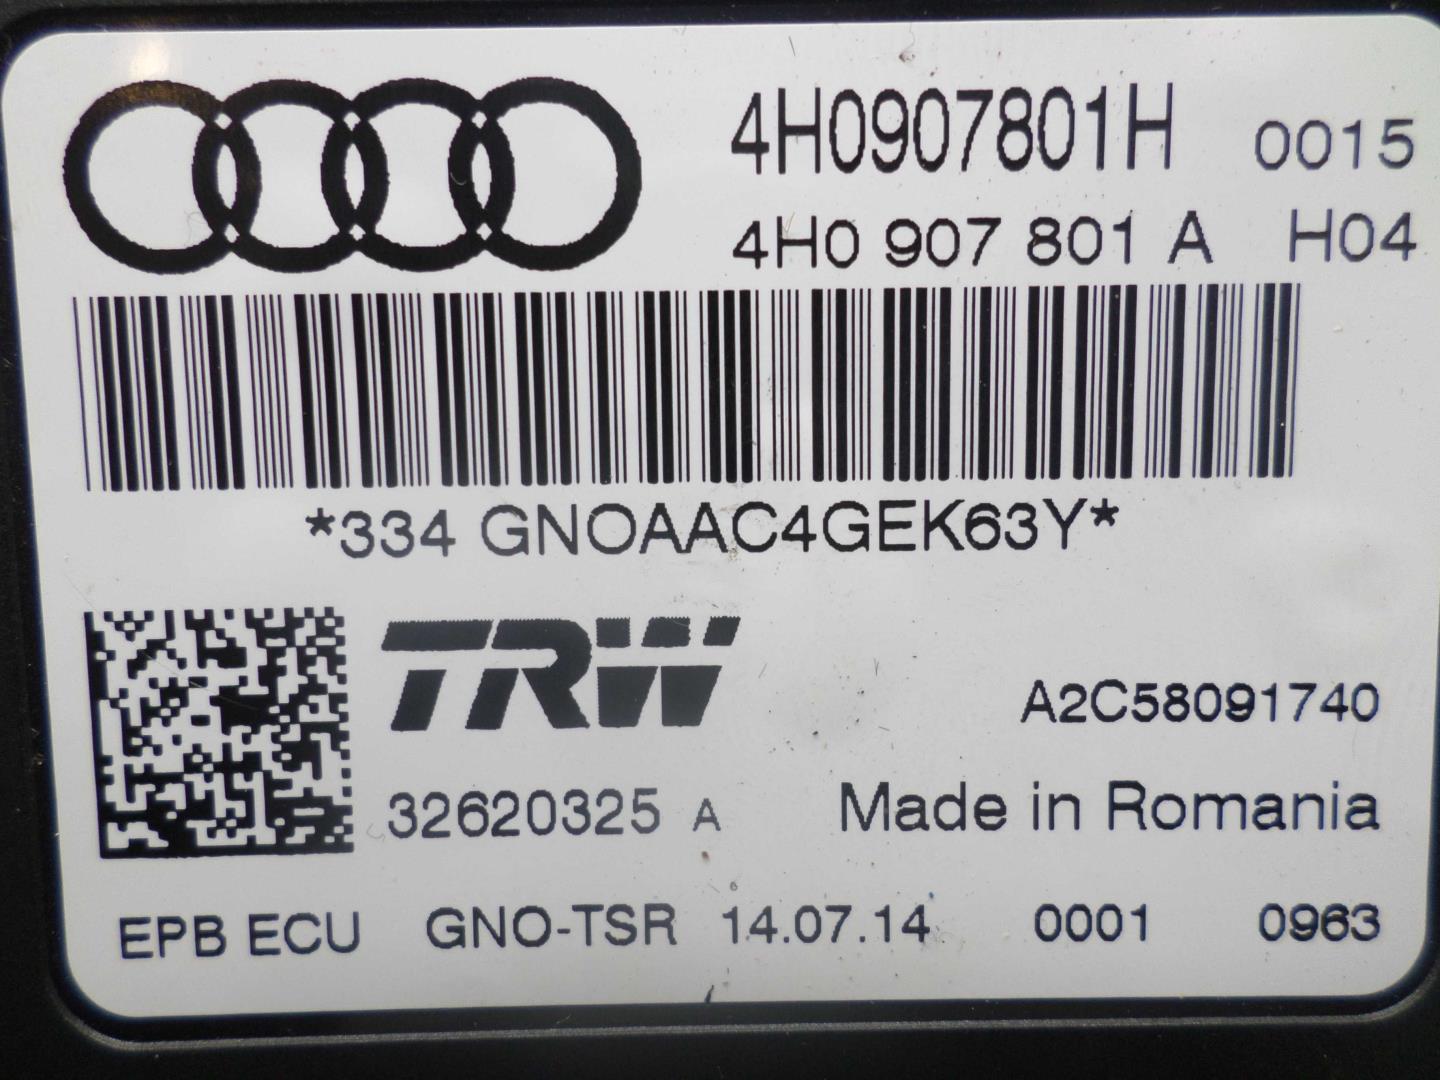 4H0907801H 0015
4H0 907 801 A H04
*334 GNOAAC4GEK63Y*
TRW
A2C58091740
32620325 A Made in Romania
EPB ECU GNO-TSR 14.07.14 0001 0963